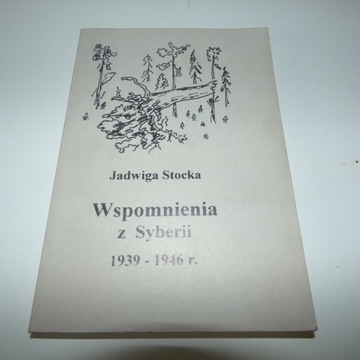 Jadwiga Stocka
Wspomnienia
z Syberii
1939 - 1946 r.